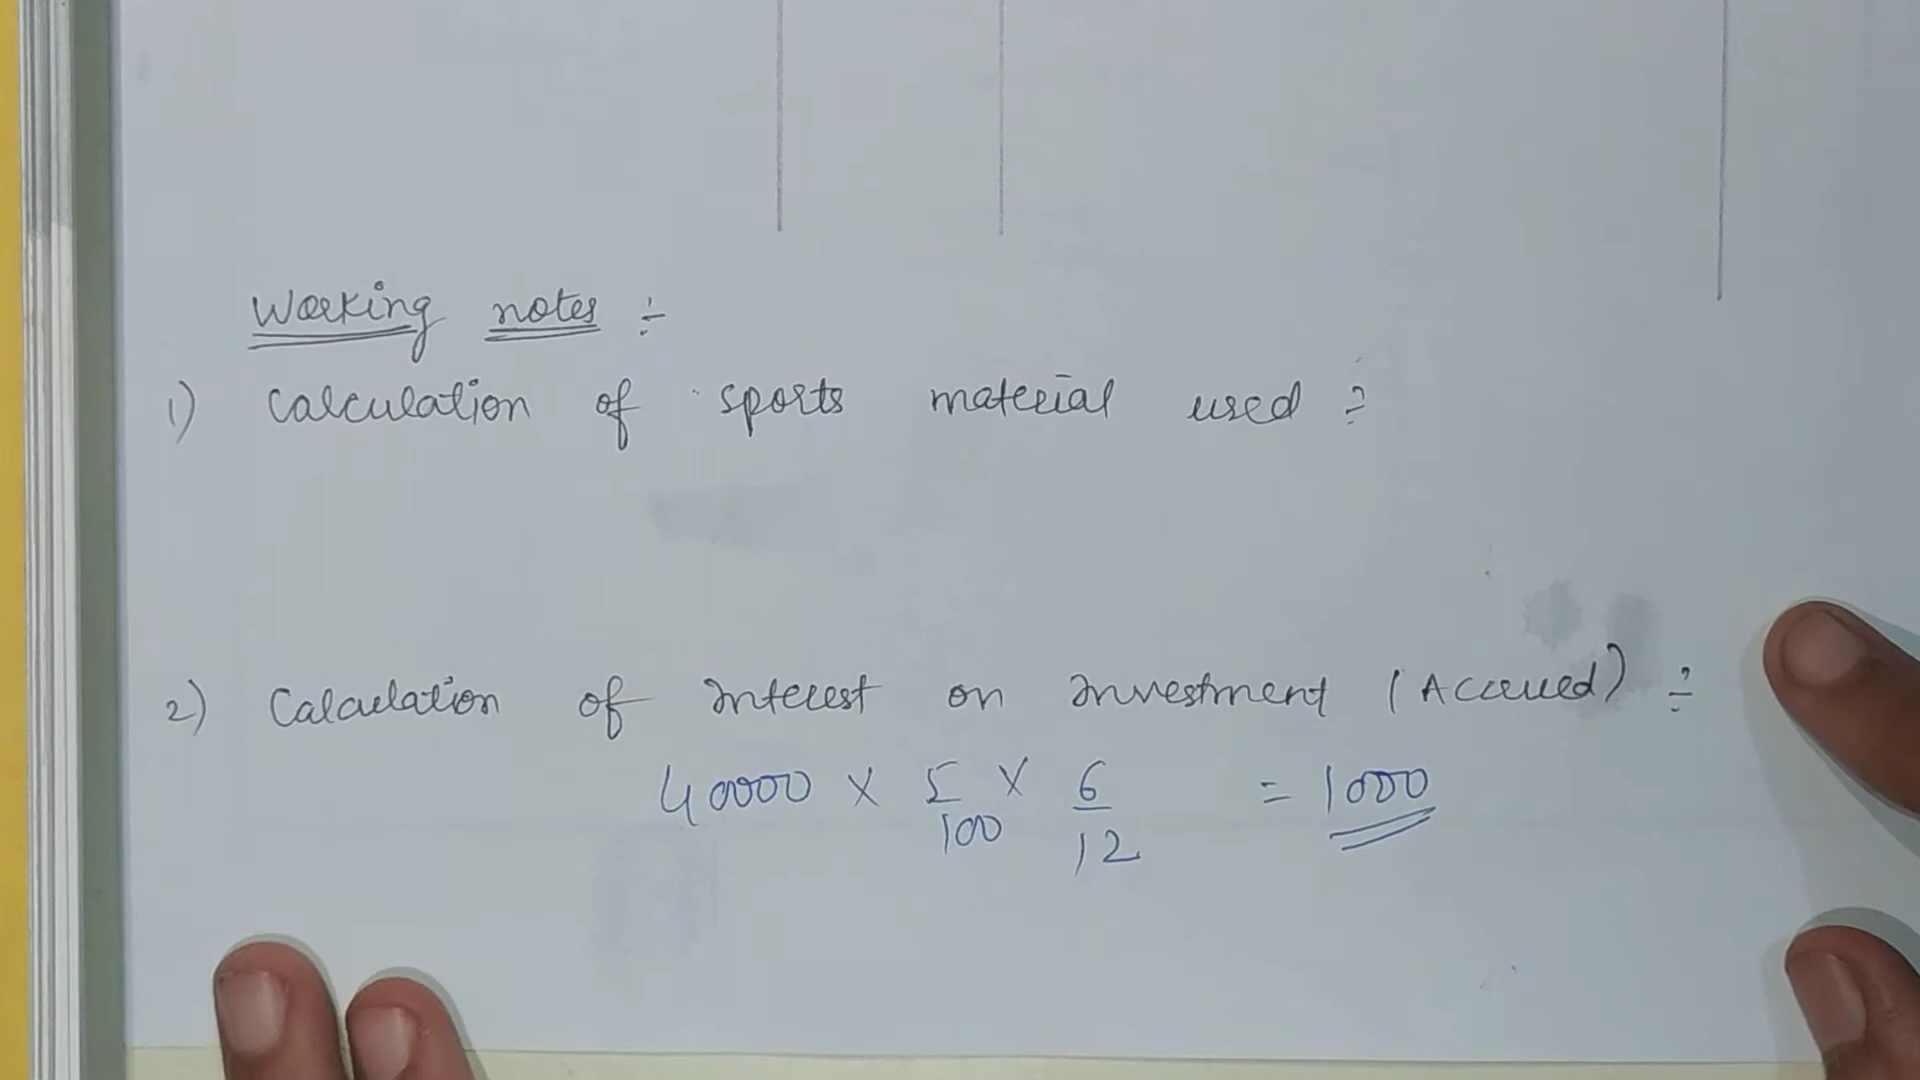 Working notes :-
1) Calculation of sports material used :-
2) Calculation of Interest on Investment (Accrued) :-
40000 X 5/100 X 6/12 = 1000